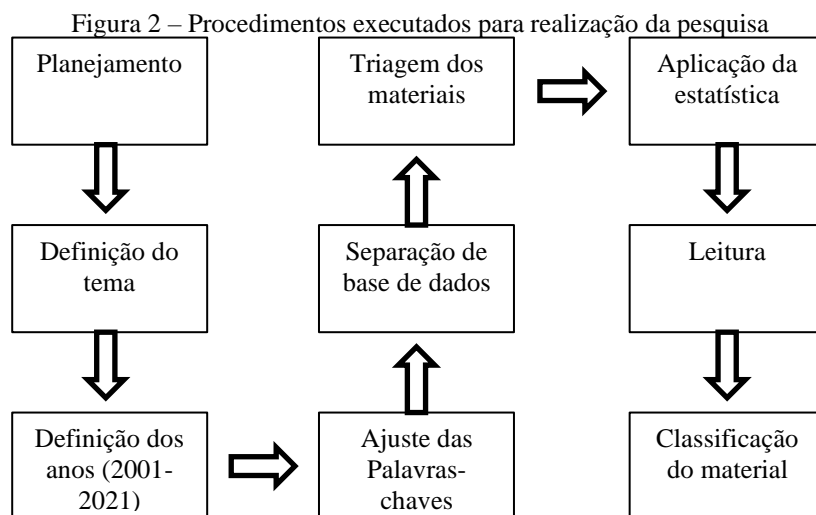 Figura 2 – Procedimentos executados para realização da pesquisa
Planejamento
Definição do
tema
Definição dos
anos (2001-
2021)
Ajuste das
Palavras-
chaves
Separação de
base de dados
Triagem dos
materiais
Aplicação da
estatística
Leitura
Classificação
do material